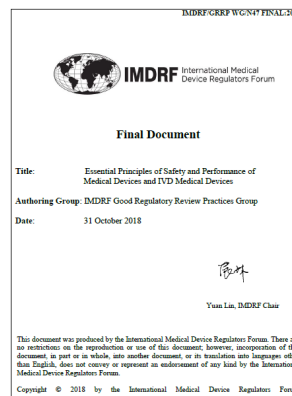 IMDRF/GRRP WG/N47 FINAL:20
IMDRF International Medical
Device Regulators Forum
Final Document
Title: Essential Principles of Safety and Performance of
Medical Devices and IVD Medical Devices
Authoring Group: IMDRF Good Regulatory Review Practices Group
Date: 31 October 2018
Yuan Lin, IMDRF Chair
This document was produced by the International Medical Device Regulators Forum. There a
no restrictions on the reproduction or use of this document; however, incorporation of th
document, in part or in whole, into another document, or its translation into languages oth
than English, does not convey or represent an endorsement of any kind by the Internation
Medical Device Regulators Forum.
Copyright © 2018 by the International Medical Device Regulators Foru